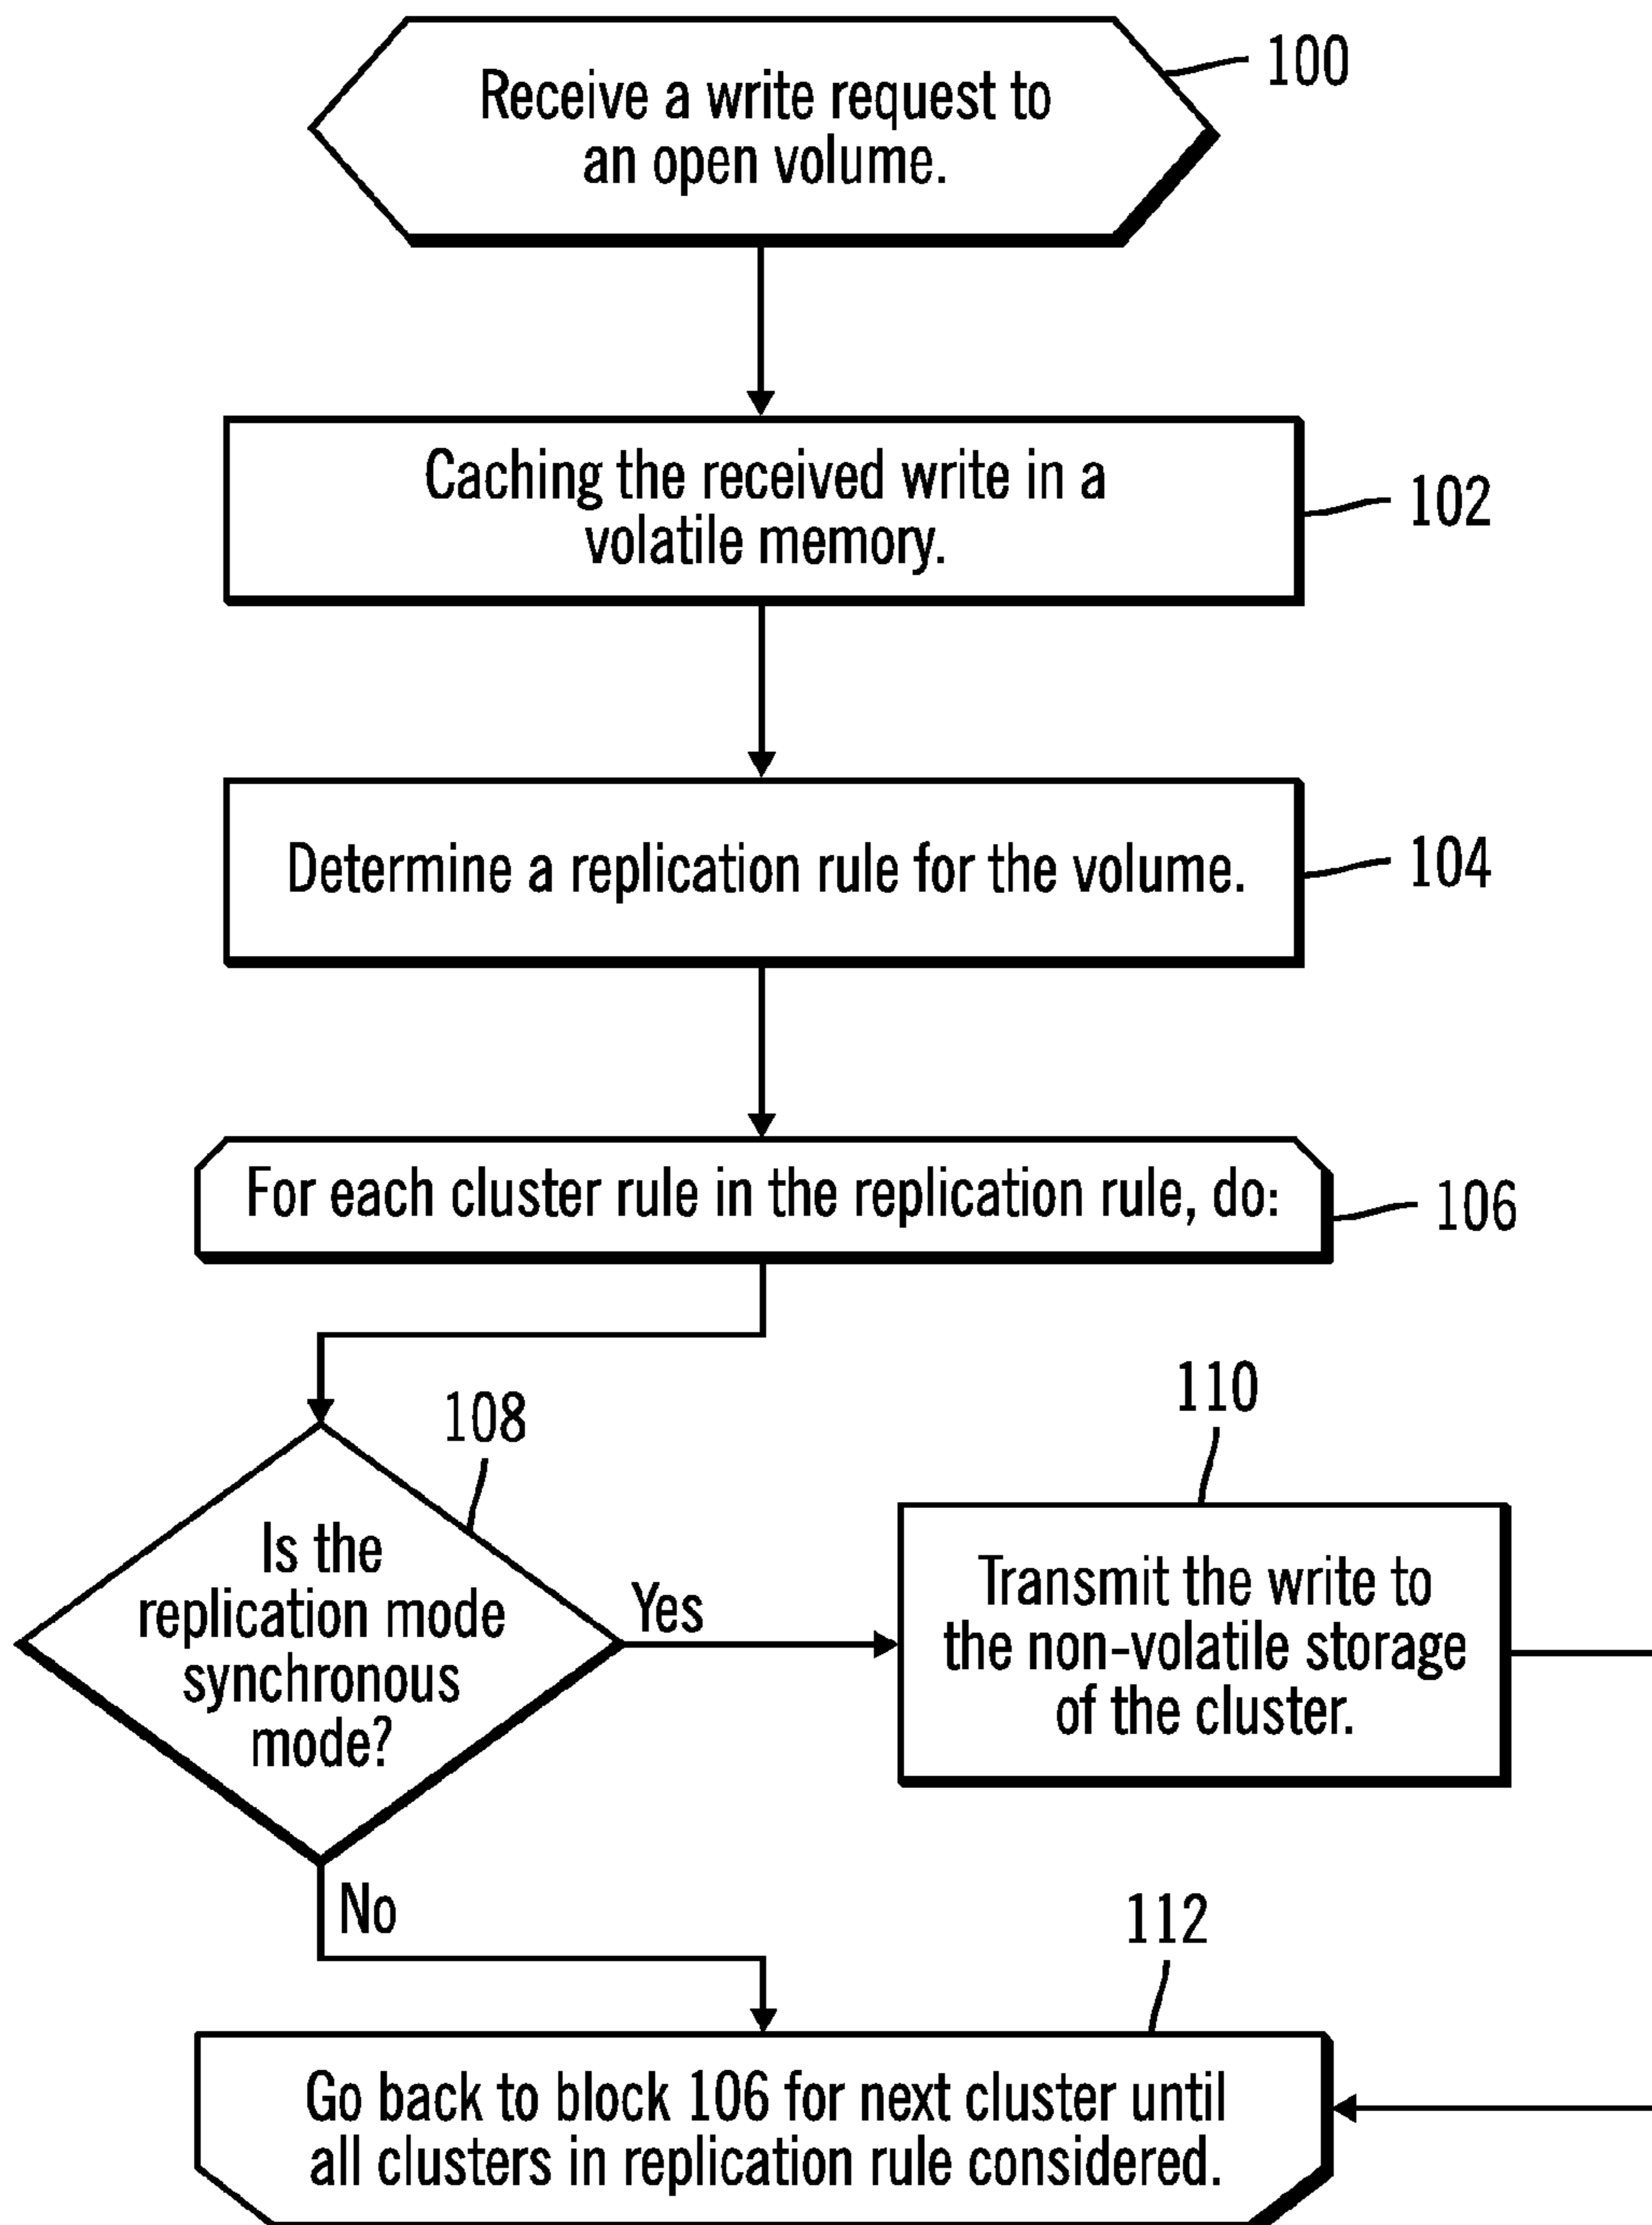 Receive a write request to
an open volume.
100
Caching the received write in a
volatile memory.
102
Determine a replication rule for the volume.
104
For each cluster rule in the replication rule, do:
106
108
Is the
replication mode
synchronous
mode?
Yes
110
Transmit the write to
the non-volatile storage
of the cluster.
No
112
Go back to block 106 for next cluster until
all clusters in replication rule considered.